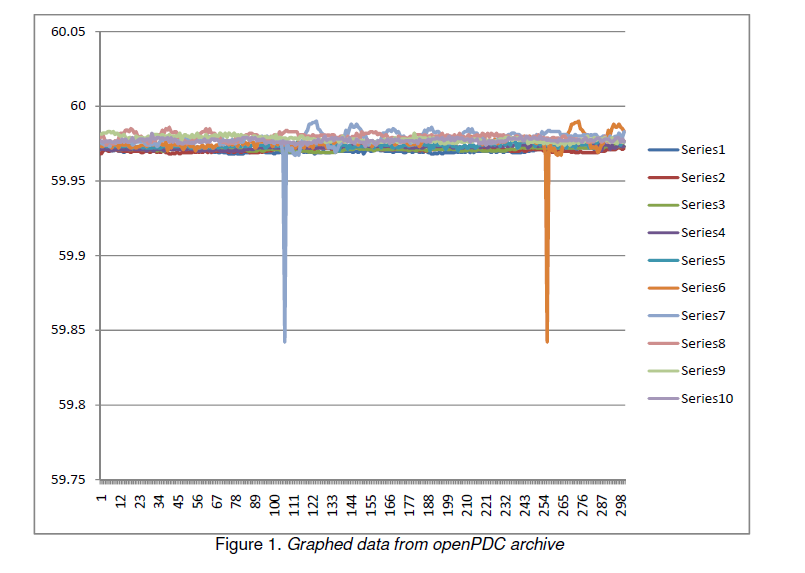 60.05
60
59.95
59.9
59.85
59.8
59.75
1 12 23 34 45 56 67 78 89 100 111 122 133 144 155 166 177 188 199 210 221 232 243 254 265 276 287 298
Series1
Series2
Series3
Series4
Series5
Series6
Series7
Series8
Series9
Series10
Figure 1. Graphed data from openPDC archive